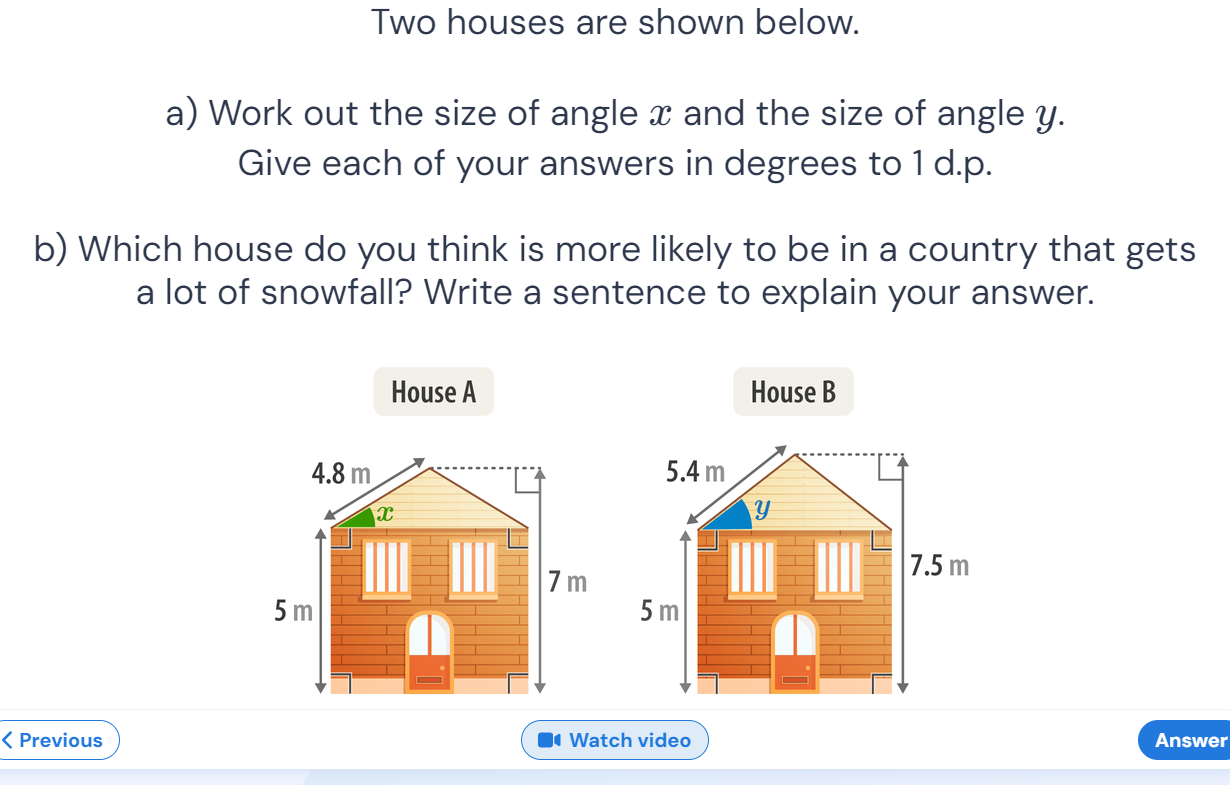 Two houses are shown below.
a) Work out the size of angle x and the size of angle y.
Give each of your answers in degrees to 1 d.p.
b) Which house do you think is more likely to be in a country that gets
a lot of snowfall? Write a sentence to explain your answer.
House A
House B
4.8 m
x
5 m
7 m
5.4 m
y
5 m
7.5 m
Previous
Watch video
Answer